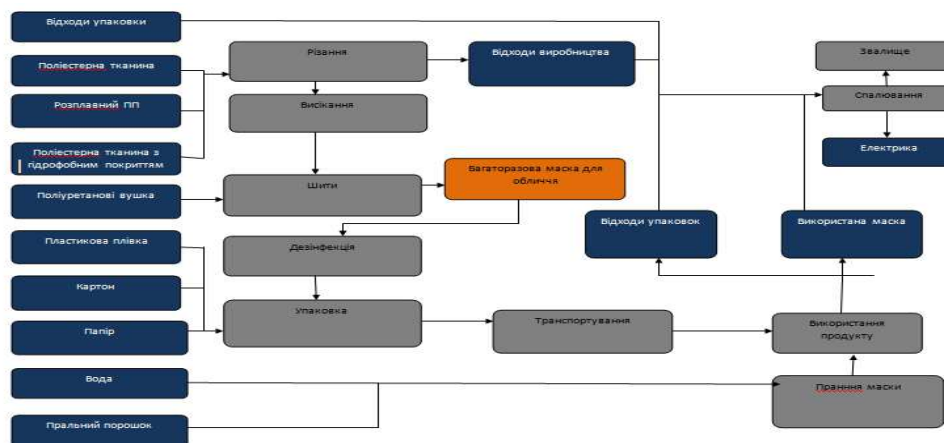 Відходи упаковки
Різання
Відходи виробництва
Звалище
Поліестерна тканина
Спалювання
Розплавний ПП
Висікання
Електрика
Поліестерна тканина з
гідрофобним покриттям
Багаторазова маска для
обличчя
Шити
Поліуретанові вушка
Відходи упаковок
Використана маска
Пластикова плівка
Дезінфекція
Картон
Упаковка
Транспортування
Використання
продукту
Папір
Вода
Пранння маски
Пральний порошок